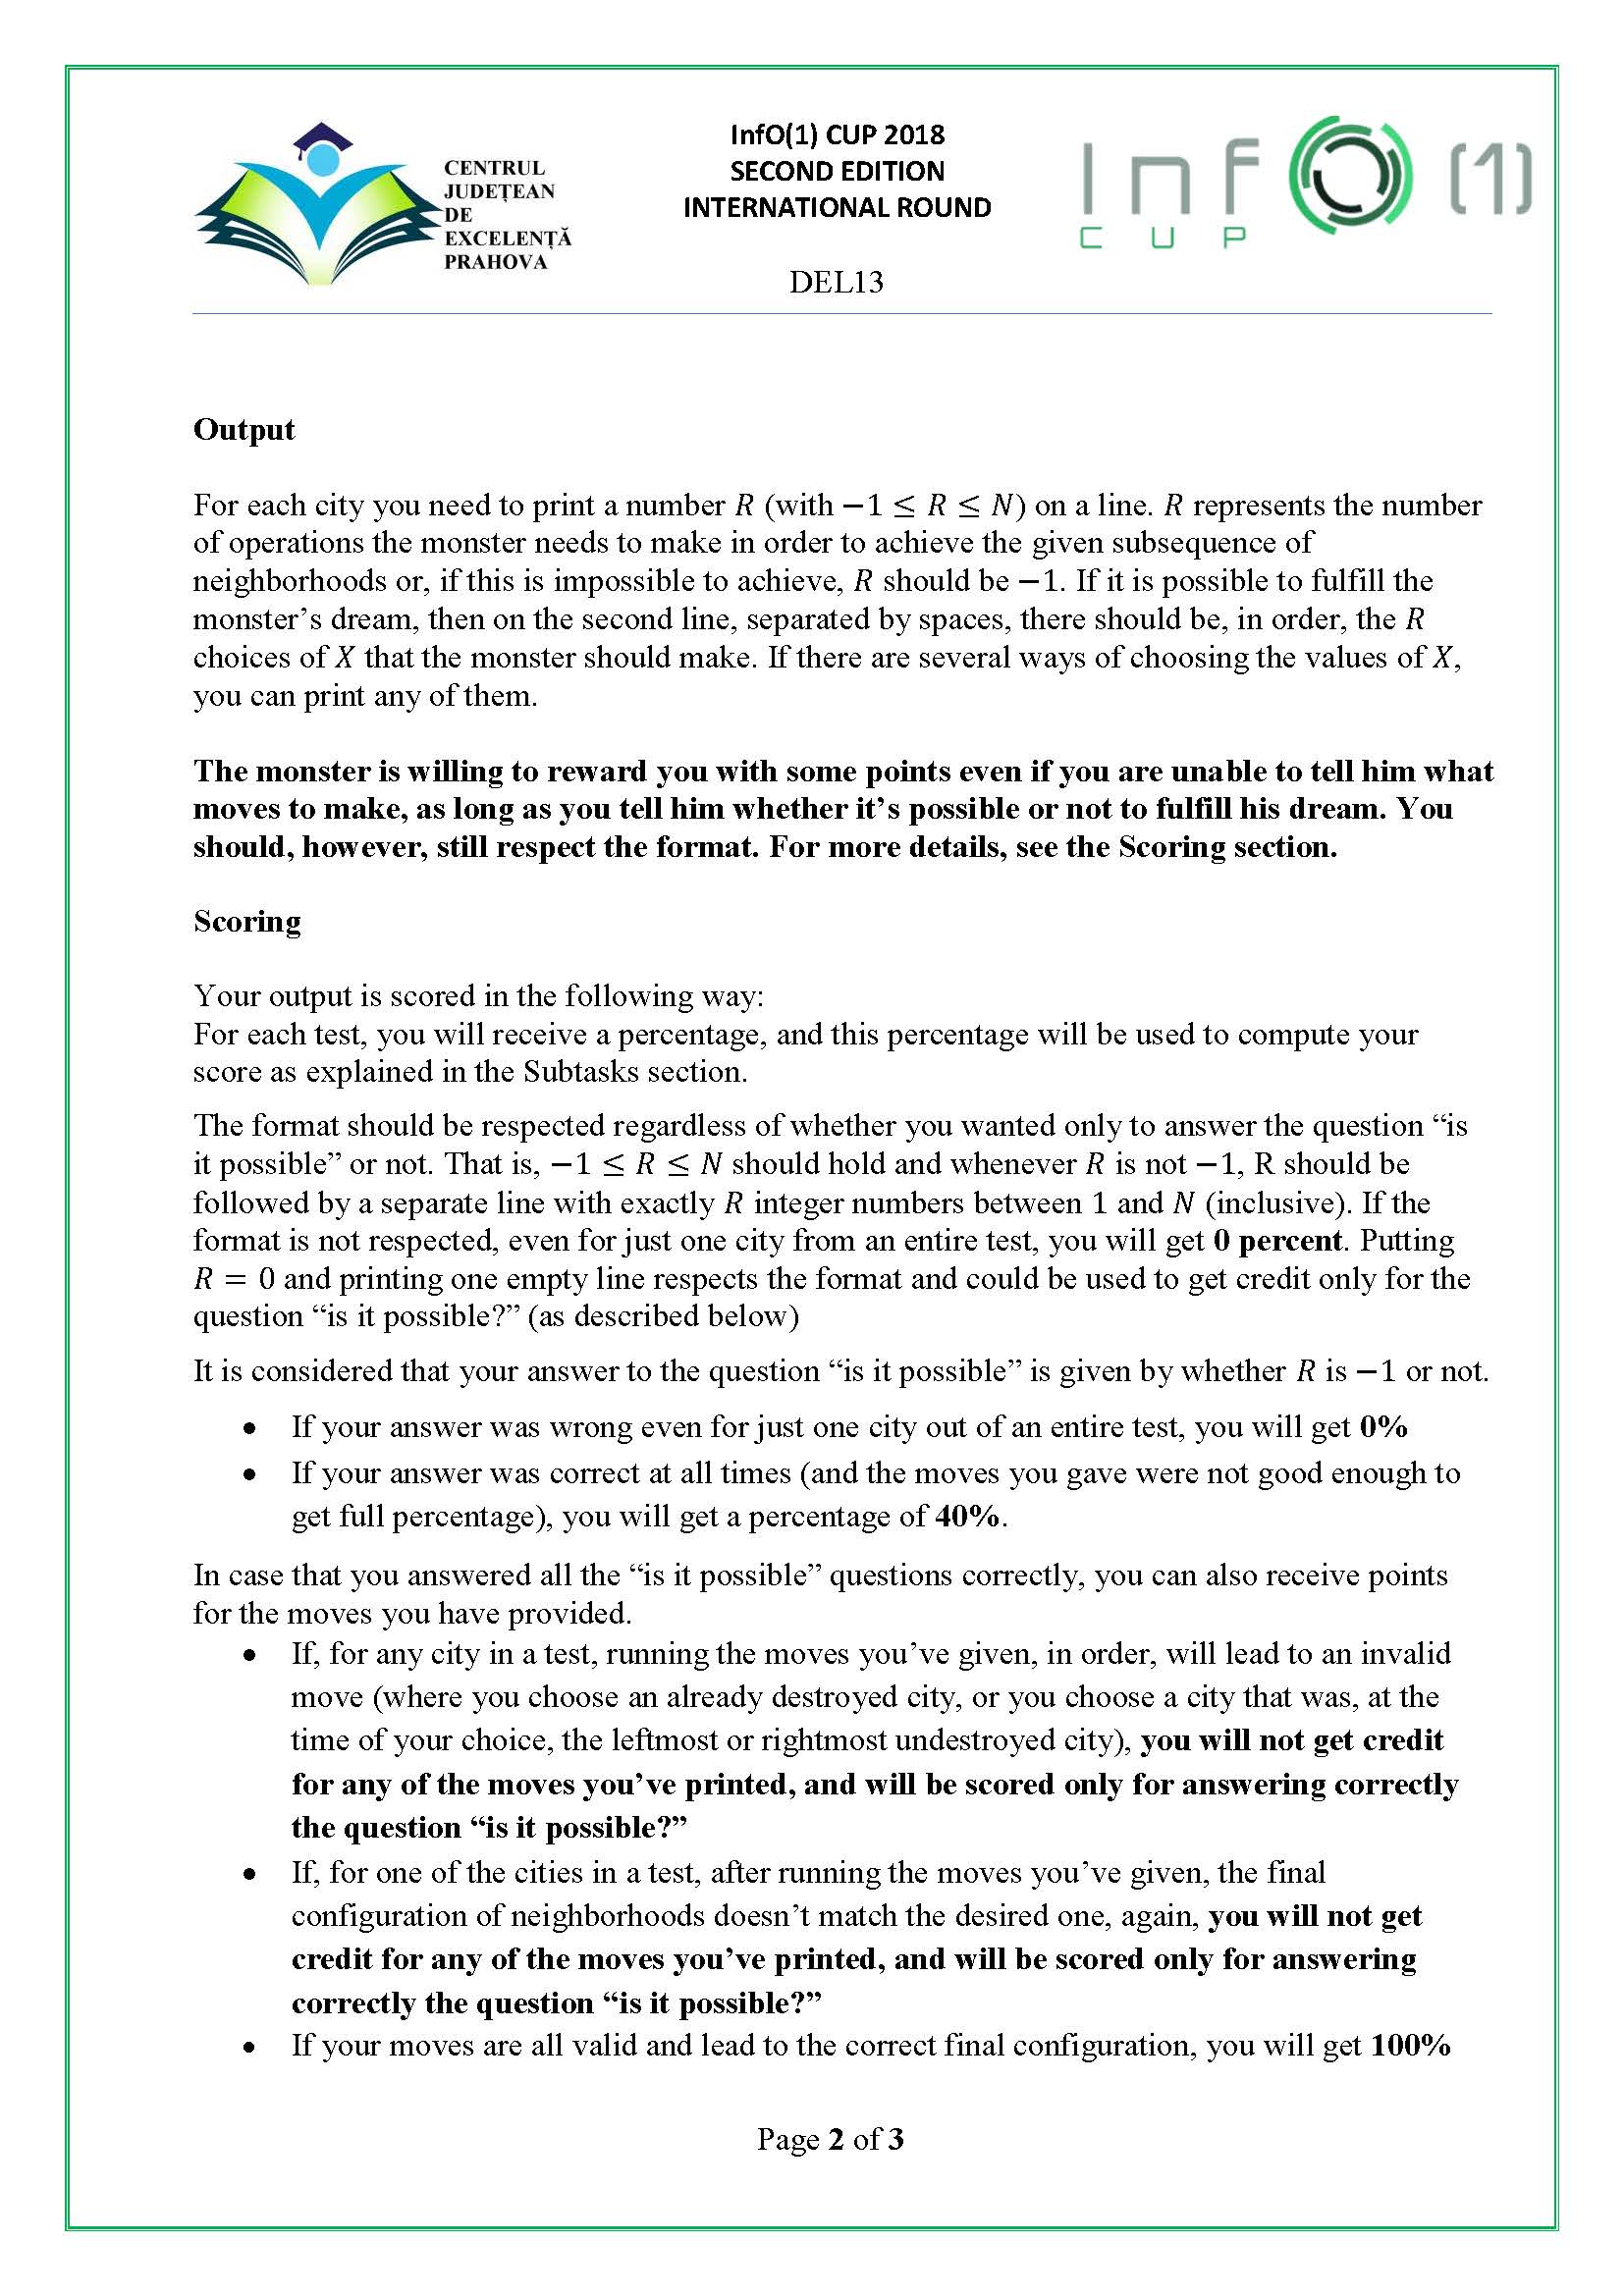 CENTRUL
JUDEȚEAN
DE
EXCELENȚĂ
PRAHOVA
InfO(1) CUP 2018
SECOND EDITION
INTERNATIONAL ROUND
Inf O (1)
CUP
DEL13
Output
For each city you need to print a number R (with −1 ≤ R ≤ N) on a line. R represents the number
of operations the monster needs to make in order to achieve the given subsequence of
neighborhoods or, if this is impossible to achieve, R should be −1. If it is possible to fulfill the
monster’s dream, then on the second line, separated by spaces, there should be, in order, the R
choices of X that the monster should make. If there are several ways of choosing the values of X,
you can print any of them.
The monster is willing to reward you with some points even if you are unable to tell him what
moves to make, as long as you tell him whether it’s possible or not to fulfill his dream. You
should, however, still respect the format. For more details, see the Scoring section.
Scoring
Your output is scored in the following way:
For each test, you will receive a percentage, and this percentage will be used to compute your
score as explained in the Subtasks section.
The format should be respected regardless of whether you wanted only to answer the question “is
it possible” or not. That is, −1 ≤ R ≤ N should hold and whenever R is not −1, R should be
followed by a separate line with exactly R integer numbers between 1 and N (inclusive). If the
format is not respected, even for just one city from an entire test, you will get 0 percent. Putting
R = 0 and printing one empty line respects the format and could be used to get credit only for the
question “is it possible?” (as described below)
It is considered that your answer to the question “is it possible” is given by whether R is −1 or not.
• If your answer was wrong even for just one city out of an entire test, you will get 0%
• If your answer was correct at all times (and the moves you gave were not good enough to
get full percentage), you will get a percentage of 40%.
In case that you answered all the “is it possible” questions correctly, you can also receive points
for the moves you have provided.
• If, for any city in a test, running the moves you’ve given, in order, will lead to an invalid
move (where you choose an already destroyed city, or you choose a city that was, at the
time of your choice, the leftmost or rightmost undestroyed city), you will not get credit
for any of the moves you’ve printed, and will be scored only for answering correctly
the question “is it possible?”
• If, for one of the cities in a test, after running the moves you’ve given, the final
configuration of neighborhoods doesn’t match the desired one, again, you will not get
credit for any of the moves you’ve printed, and will be scored only for answering
correctly the question “is it possible?”
• If your moves are all valid and lead to the correct final configuration, you will get 100%
Page 2 of 3